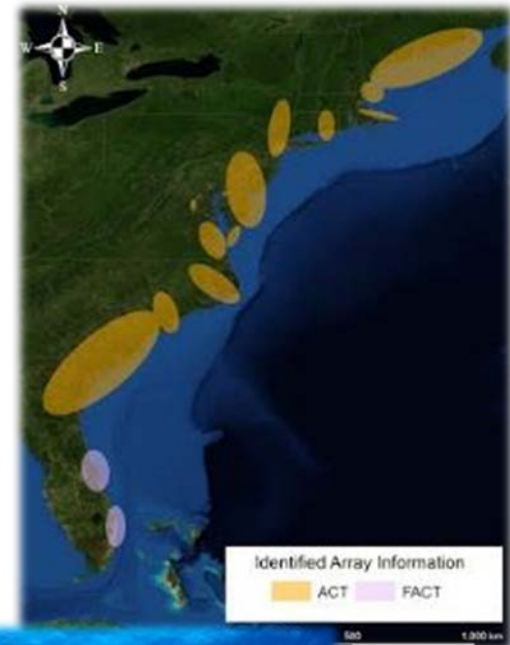 N
W E
S
Identified Array Information
ACT FACT
500 1,000 km